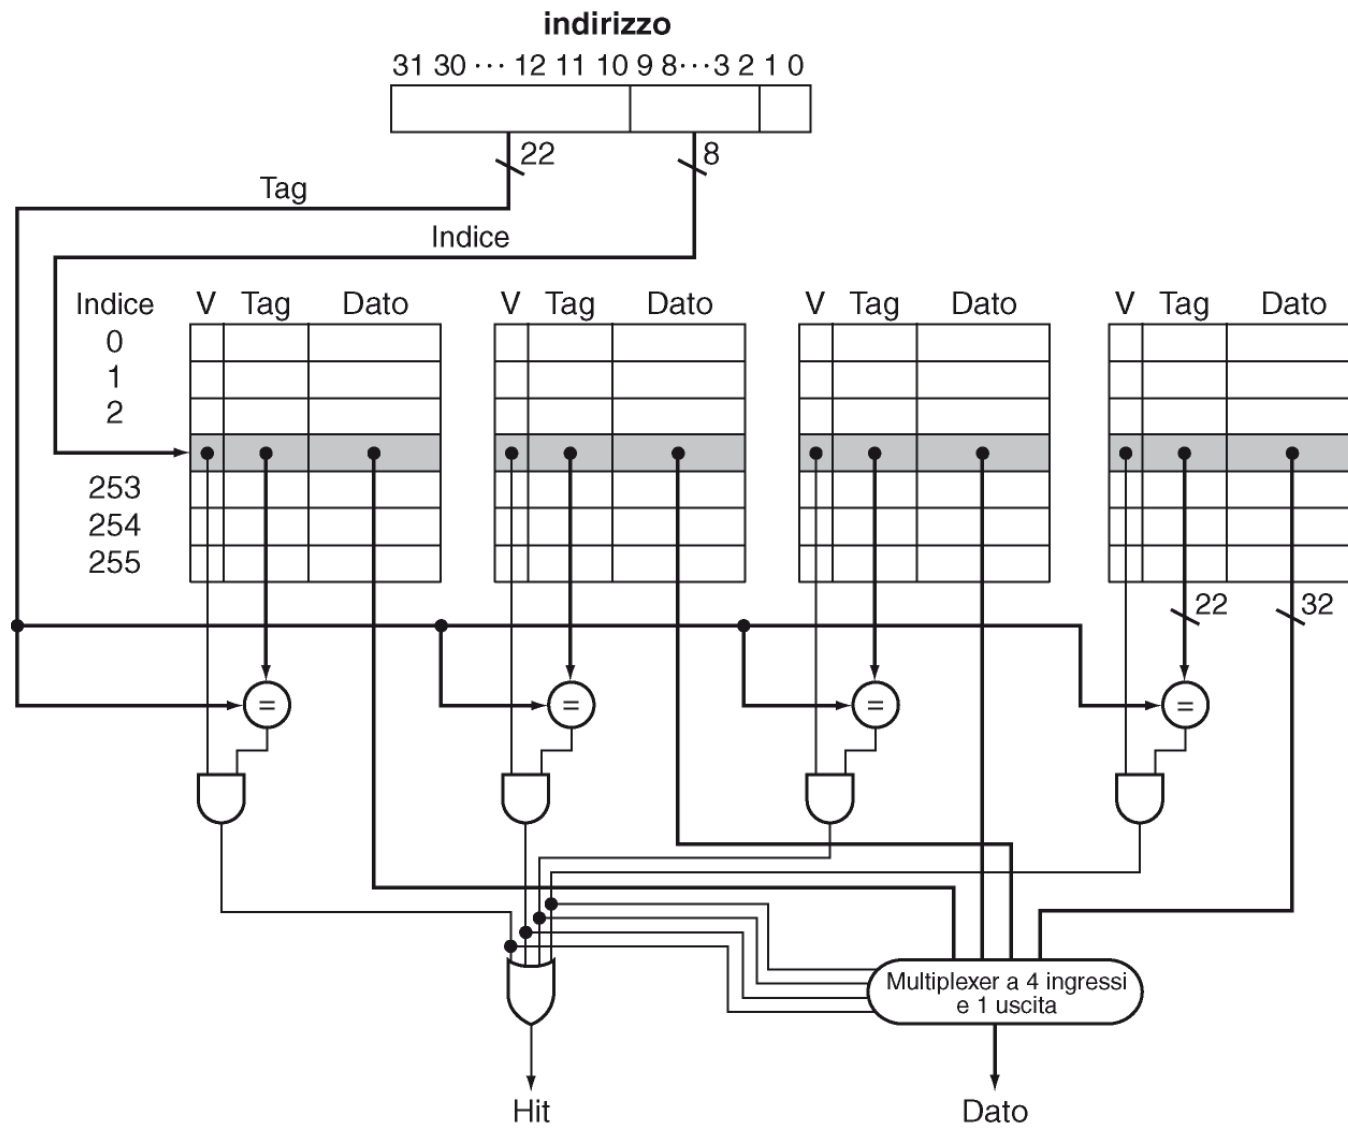 indirizzo
31 30 ··· 12 11 10 9 8···3 2 1 0
22
8
Tag
Indice
Indice V Tag Dato V Tag Dato V Tag Dato V Tag Dato
0
1
2
253
254
255
22 32
= = = =
Multiplexer a 4 ingressi
e 1 uscita
Hit Dato